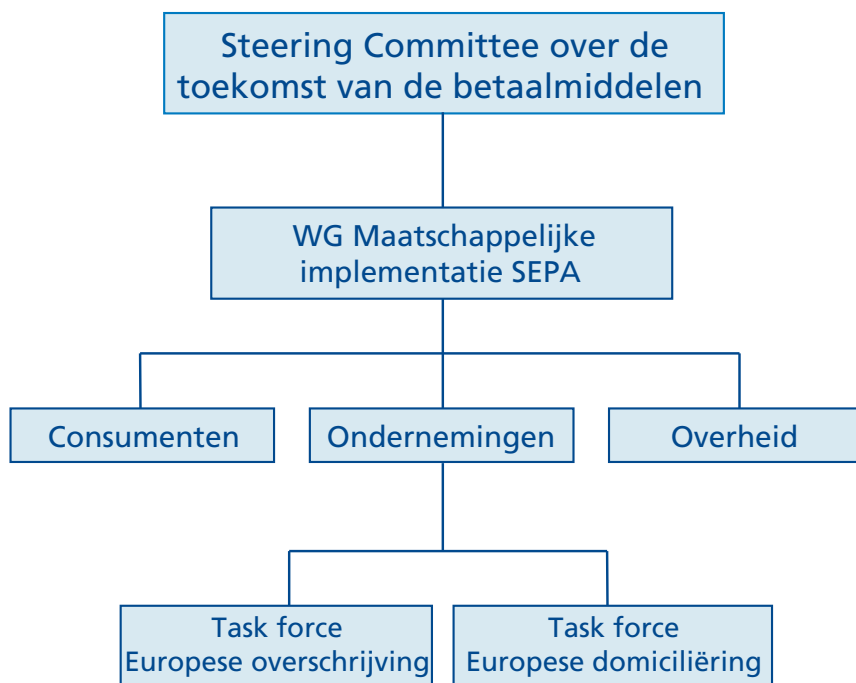 Steering Committee over de
toekomst van de betaalmiddelen
WG Maatschappelijke
implementatie SEPA
Consumenten
Ondernemingen
Overheid
Task force
Europese overschrijving
Task force
Europese domiciliëring